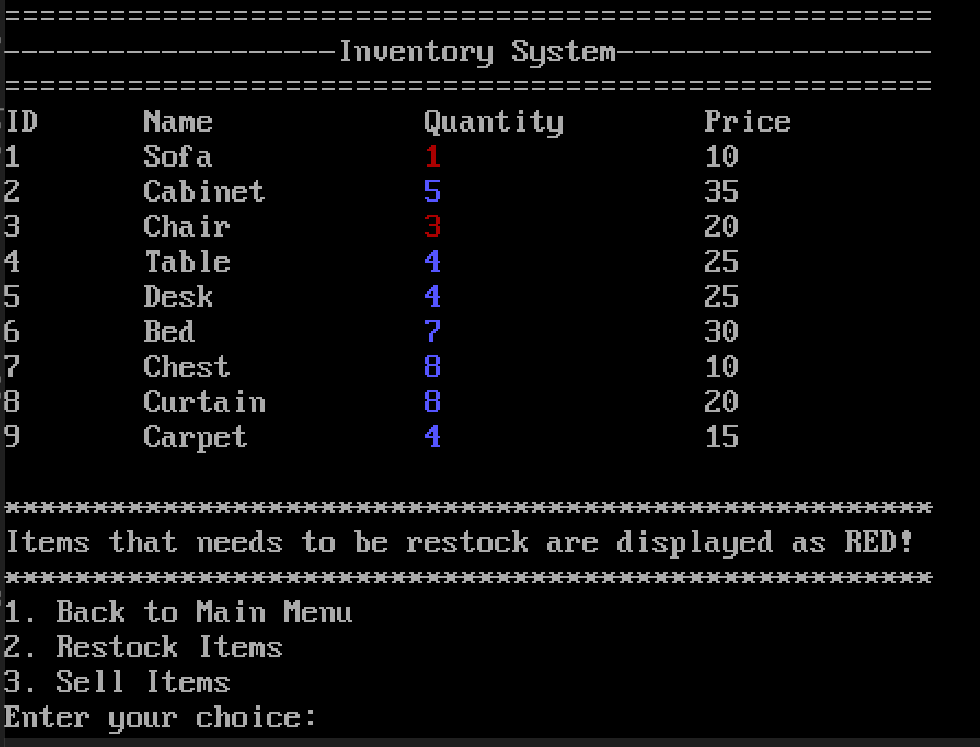 =====================================================
-------------------Inventory System------------------
=====================================================
ID Name Quantity Price
1 Sofa 1 10
2 Cabinet 5 35
3 Chair 3 20
4 Table 4 25
5 Desk 4 25
6 Bed 7 30
7 Chest 8 10
8 Curtain 8 20
9 Carpet 4 15
*****************************************************
Items that needs to be restock are displayed as RED!
*****************************************************
1. Back to Main Menu
2. Restock Items
3. Sell Items
Enter your choice: